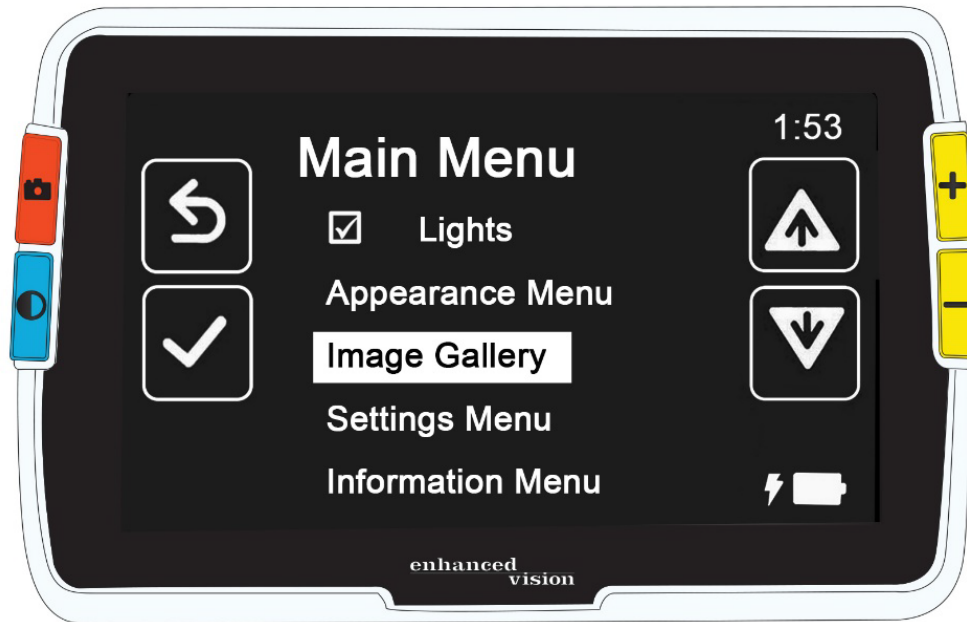 1:53
Main Menu
Lights
Appearance Menu
Image Gallery
Settings Menu
Information Menu
enhanced
vision